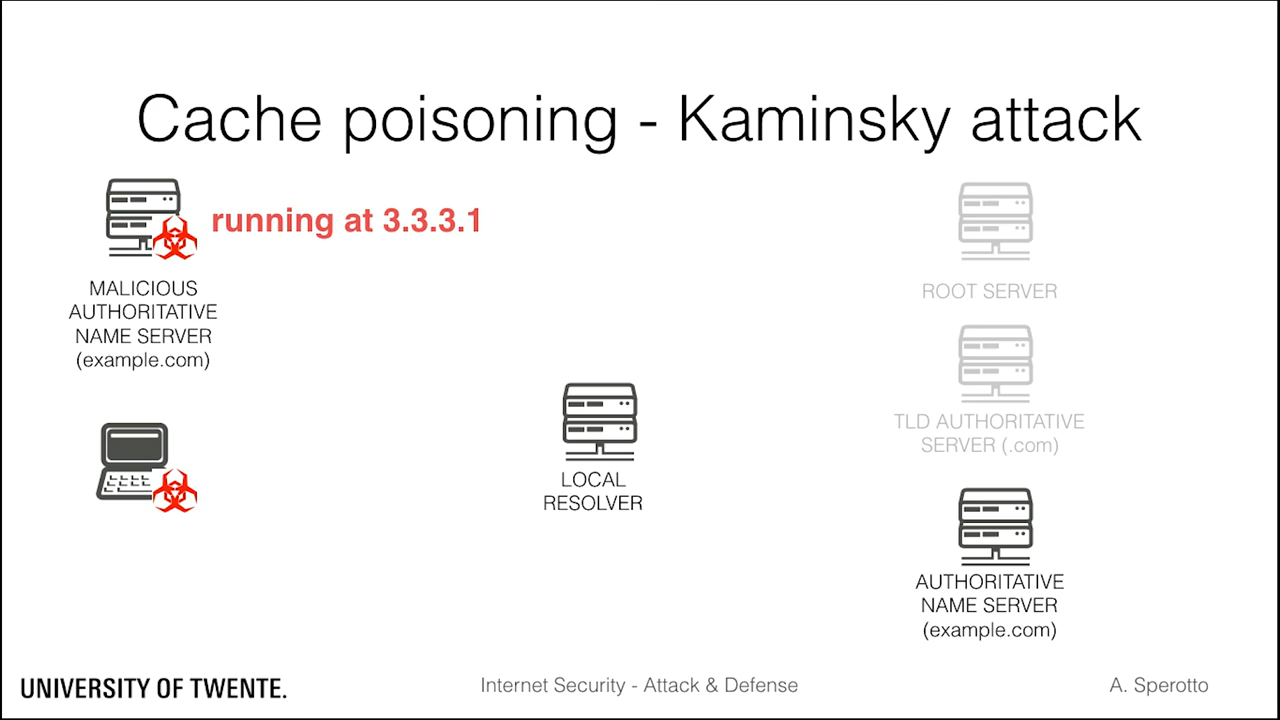 Cache poisoning - Kaminsky attack
running at 3.3.3.1
MALICIOUS
AUTHORITATIVE
NAME SERVER
(example.com)
ROOT SERVER
TLD AUTHORITATIVE
SERVER (.com)
LOCAL
RESOLVER
AUTHORITATIVE
NAME SERVER
(example.com)
UNIVERSITY OF TWENTE.
Internet Security - Attack & Defense
A. Sperotto